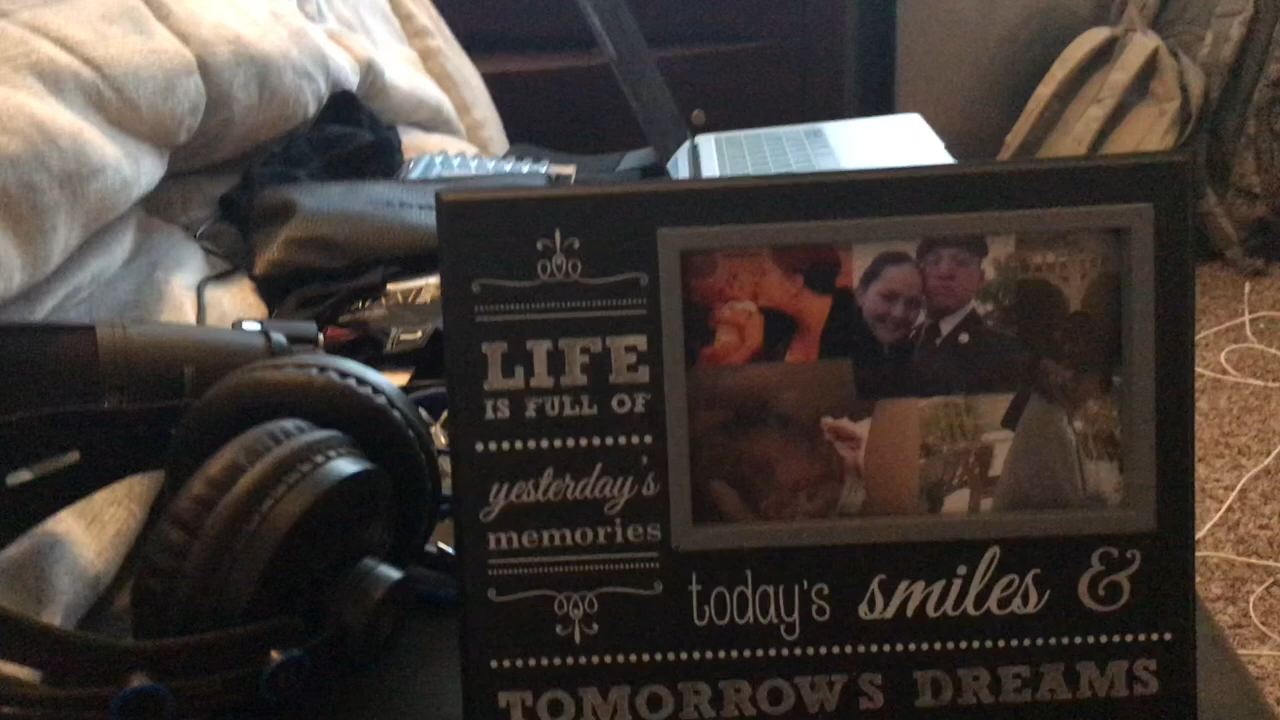 LIFE
IS FULL OF
yesterday's
memories
today's smiles &
TOMORROW'S DREAMS